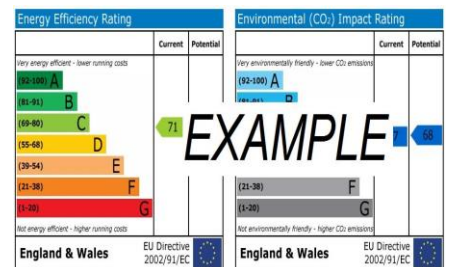 Energy Efficiency Rating
Current Potential
Very energy efficient - lower running costs
(92-100) A
(81-91) B
(69-80) C
71
(55-68) D
(39-54) E
(21-38) F
(1-20) G
Not energy efficient - higher running costs
England & Wales
EU Directive
2002/91/EC
Environmental (CO₂) Impact Rating
Current Potential
Very environmentally friendly - lower CO₂ emissions
(92-100) A
EXAMPLE
7 68
(21-38) F
(1-20) G
Not environmentally friendly - higher CO₂ emissions
England & Wales
EU Directive
2002/91/EC